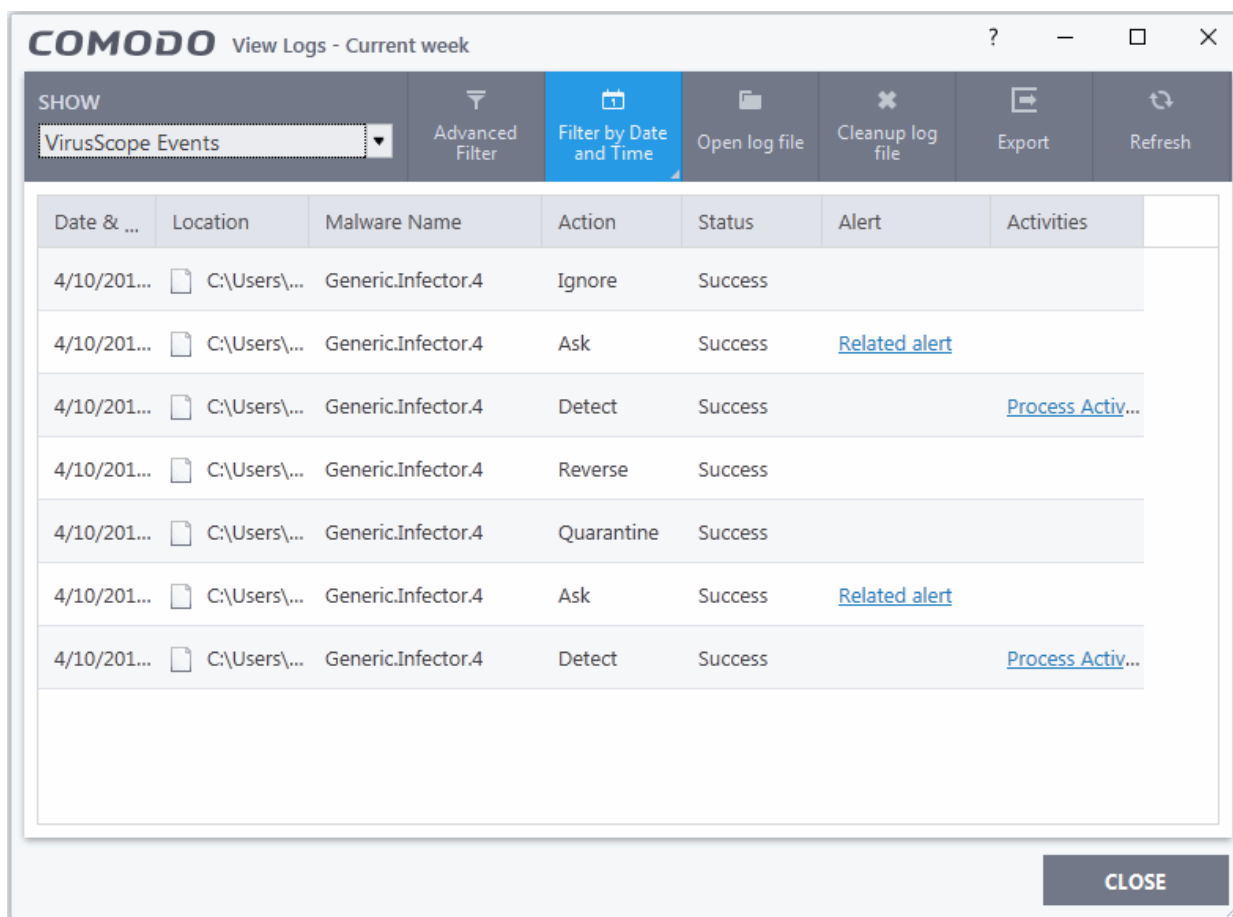 COMODO View Logs - Current week ?
SHOW
VirusScope Events
Advanced Filter
Filter by Date and Time
Open log file
Cleanup log file
Export
Refresh
Date & ... Location Malware Name Action Status Alert Activities
4/10/201... C:\Users\... Generic.Infector.4 Ignore Success
4/10/201... C:\Users\... Generic.Infector.4 Ask Success Related alert
4/10/201... C:\Users\... Generic.Infector.4 Detect Success Process Activ...
4/10/201... C:\Users\... Generic.Infector.4 Reverse Success
4/10/201... C:\Users\... Generic.Infector.4 Quarantine Success
4/10/201... C:\Users\... Generic.Infector.4 Ask Success Related alert
4/10/201... C:\Users\... Generic.Infector.4 Detect Success Process Activ...
CLOSE